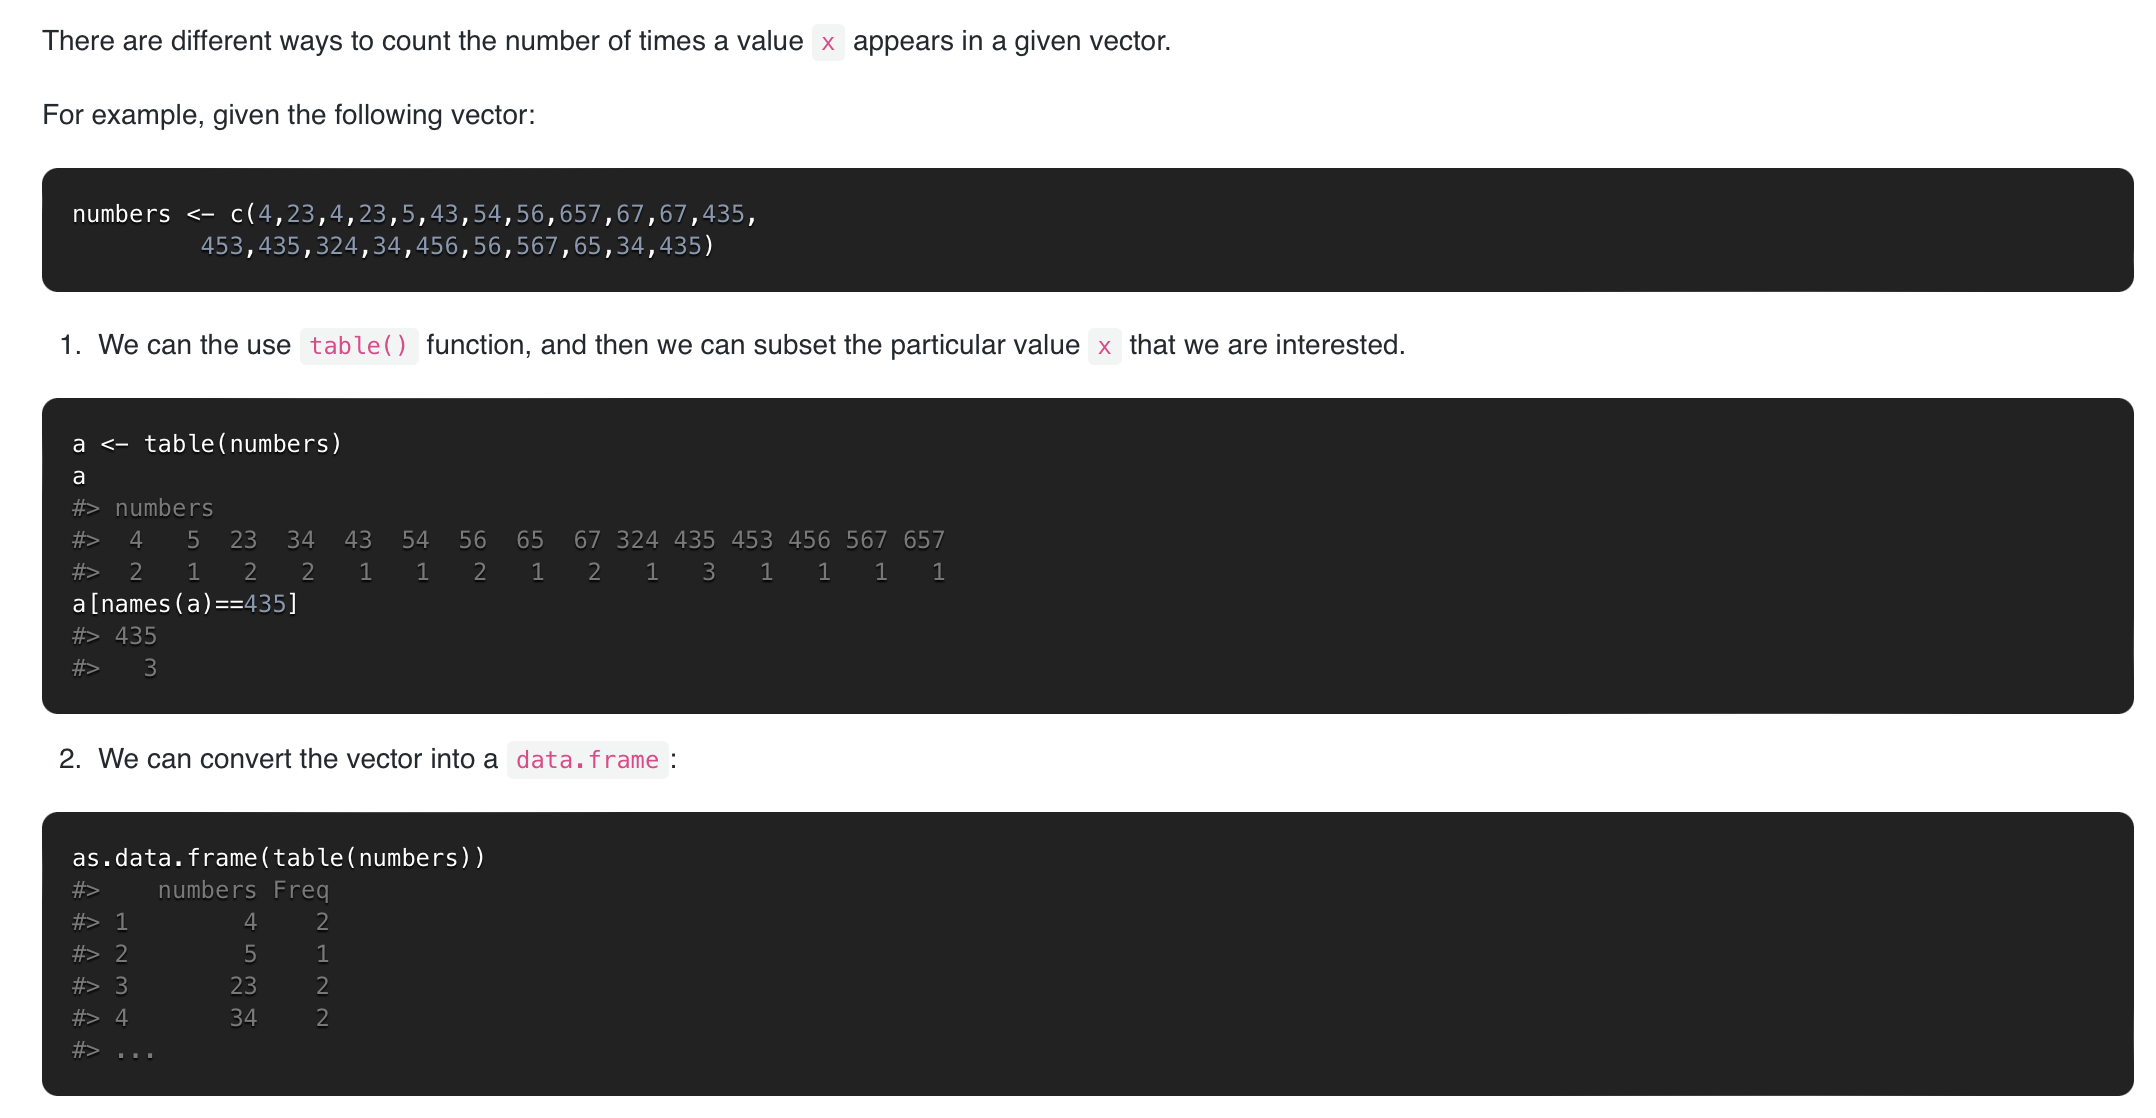 There are different ways to count the number of times a value x appears in a given vector.
For example, given the following vector:
numbers <- c(4,23,4,23,5,43,54,56,657,67,67,435,
         453,435,324,34,456,56,567,65,34,435)
1. We can the use table() function, and then we can subset the particular value x that we are interested.
a <- table(numbers)
a
#> numbers
#>   4   5  23  34  43  54  56  65  67 324 435 453 456 567 657
#>   2   1   2   2   1   1   2   1   2   1   3   1   1   1   1
a[names(a)==435]
#> 435
#>   3
2. We can convert the vector into a data.frame:
as.data.frame(table(numbers))
#>    numbers Freq
#> 1        4    2
#> 2        5    1
#> 3       23    2
#> 4       34    2
#> ...